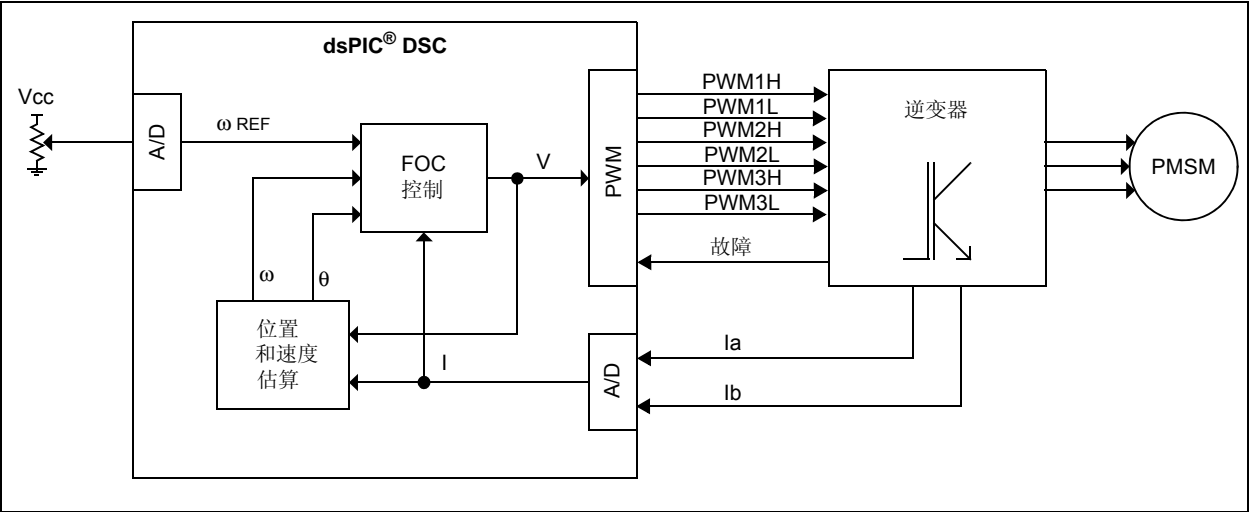 dsPIC® DSC
Vcc
A/D
ω REF
FOC
控制
V
PWM
PWM1H
PWM1L
PWM2H
PWM2L
PWM3H
PWM3L
故障
逆变器
PMSM
ω
θ
位置
和速度
估算
I
A/D
Ia
Ib